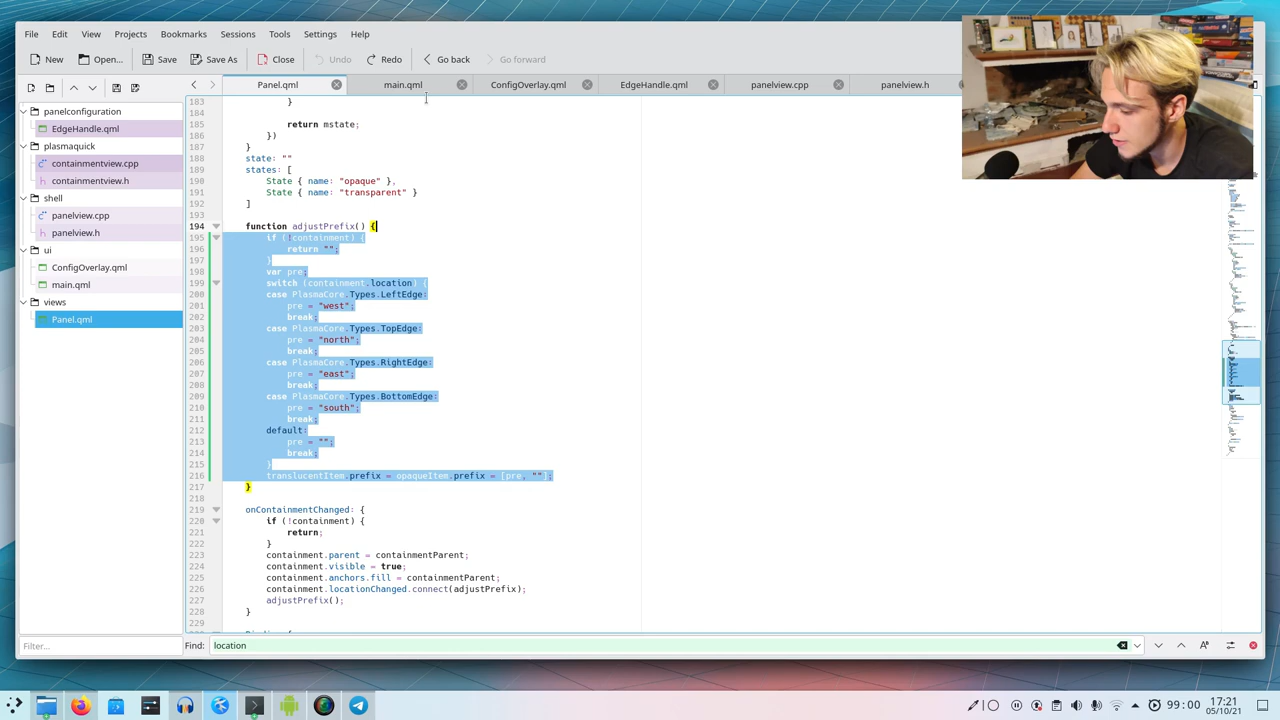 File Edit View Projects Bookmarks Sessions Tools Settings Help
New Open... Save Save As Close Undo Redo Go back Go forward
Panel.qml main.qml ConfigOverlay.qml EdgeHandle.qml panelview.cpp panelview.h
panelconfiguration
EdgeHandle.qml
plasmaquick
containmentview.cpp
containmentview.h
shell
panelview.cpp
panelview.h
ui
ConfigOverlay.qml
main.qml
views
Panel.qml
Filter...
183 }
184
185 return mstate;
186 })
187 }
188 state: ""
189 states: [
190 State { name: "opaque" },
191 State { name: "transparent" }
192 ]
193
194 function adjustPrefix() {
195 if (!containment) {
196 return "";
197 }
198 var pre;
199 switch (containment.location) {
200 case PlasmaCore.Types.LeftEdge:
201 pre = "west";
202 break;
203 case PlasmaCore.Types.TopEdge:
204 pre = "north";
205 break;
206 case PlasmaCore.Types.RightEdge:
207 pre = "east";
208 break;
209 case PlasmaCore.Types.BottomEdge:
210 pre = "south";
211 break;
212 default:
213 pre = "";
214 break;
215 }
216 translucentItem.prefix = opaqueItem.prefix = [pre, ""];
217 }
218
219 onContainmentChanged: {
220 if (!containment) {
221 return;
222 }
223 containment.parent = containmentParent;
224 containment.visible = true;
225 containment.anchors.fill = containmentParent;
226 containment.locationChanged.connect(adjustPrefix);
227 adjustPrefix();
228 }
229
Find: location
99:00
17:21
05/10/21